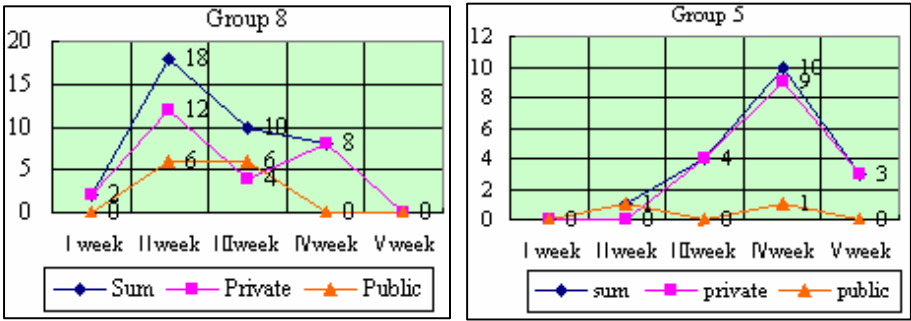 Group 8
20
15
10
5
0
2
0
18
12
6
10
6
4
8
0
0
I week
II week
III week
IV week
V week
Sum
Private
Public
Group 5
12
10
8
6
4
2
0
0
1
0
4
0
10
9
1
3
0
I week
II week
III week
IV week
V week
sum
private
public